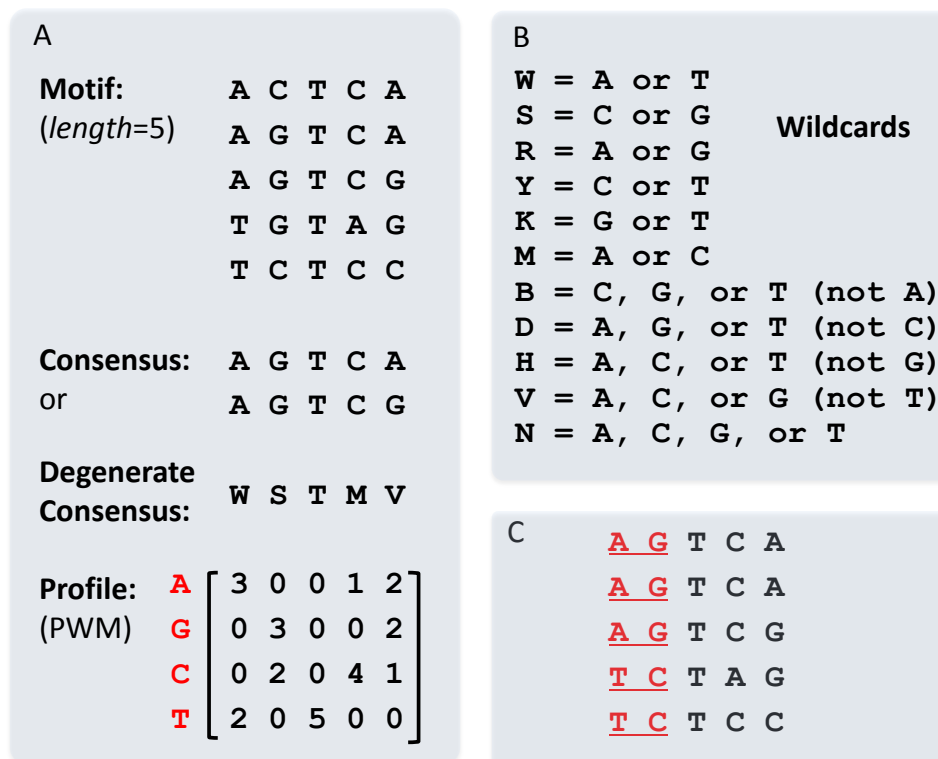 A
Motif: A C T C A
(length=5) A G T C A
A G T C G
T G T A G
T C T C C
Consensus: A G T C A
or A G T C G
Degenerate
Consensus: W S T M V
Profile: A 3 0 0 1 2
(PWM) G 0 3 0 0 2
C 0 2 0 4 1
T 2 0 5 0 0
B
W = A or T
S = C or G
Wildcards
R = A or G
Y = C or T
K = G or T
M = A or C
B = C, G, or T (not A)
D = A, G, or T (not C)
H = A, C, or T (not G)
V = A, C, or G (not T)
N = A, C, G, or T
C
A G T C A
A G T C A
A G T C G
T C T A G
T C T C C